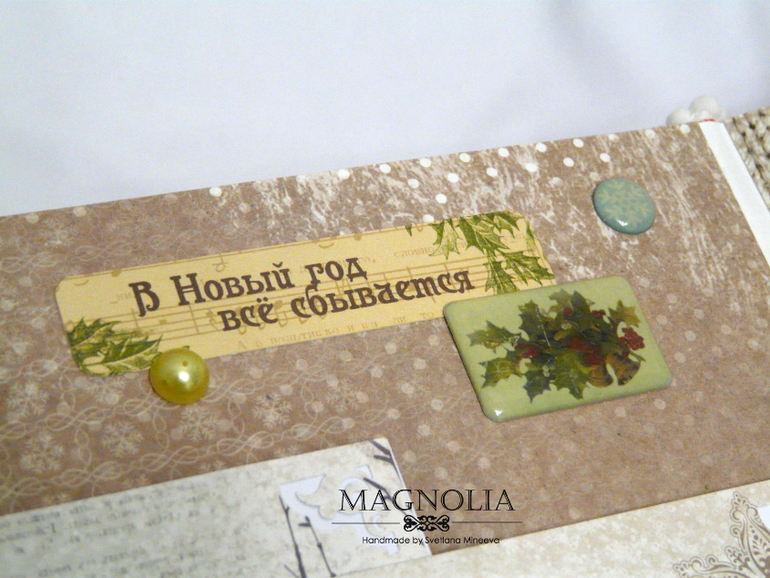 В Новый год
всё сбывается
MAGNOLIA
Handmade by Svetlana Mineeva